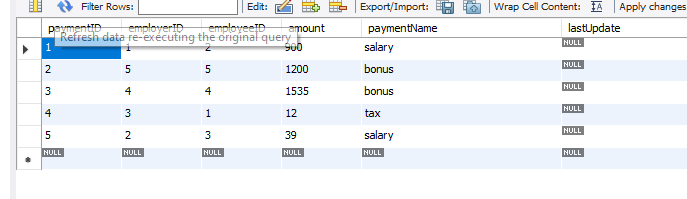 Filter Rows: Edit: Export/Import: Wrap Cell Content: IA Apply changes
paymentID employerID employeeID amount paymentName lastUpdate
Refresh data re-executing the original query
1 1 2 900 salary NULL
2 5 5 1200 bonus NULL
3 4 4 1535 bonus NULL
4 3 1 12 tax NULL
5 2 3 39 salary NULL
NULL NULL NULL NULL NULL NULL